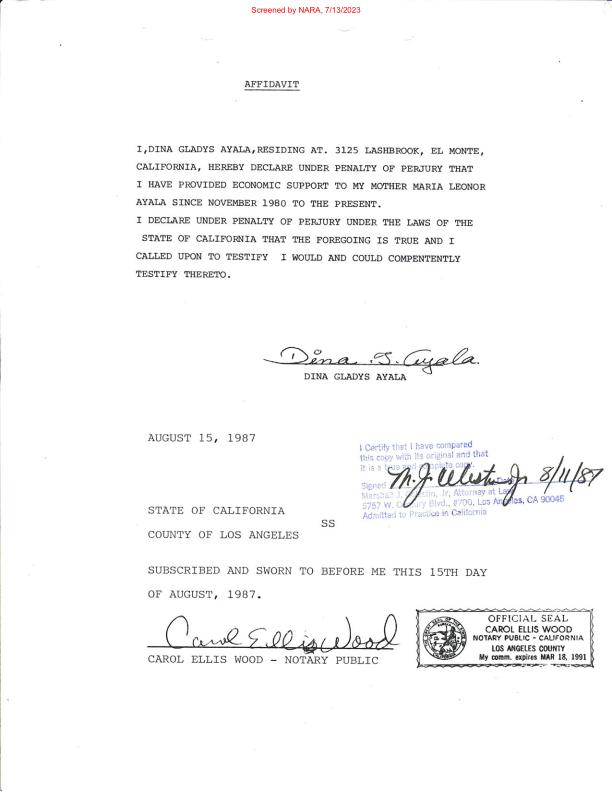 Screened by NARA, 7/13/2023
AFFIDAVIT
I,DINA GLADYS AYALA,RESIDING AT. 3125 LASHBROOK, EL MONTE,
CALIFORNIA, HEREBY DECLARE UNDER PENALTY OF PERJURY THAT
I HAVE PROVIDED ECONOMIC SUPPORT TO MY MOTHER MARIA LEONOR
AYALA SINCE NOVEMBER 1980 TO THE PRESENT.
I DECLARE UNDER PENALTY OF PERJURY UNDER THE LAWS OF THE
STATE OF CALIFORNIA THAT THE FOREGOING IS TRUE AND I
CALLED UPON TO TESTIFY I WOULD AND COULD COMPENTENTLY
TESTIFY THERETO.
Dina G. Ayala.
DINA GLADYS AYALA
AUGUST 15, 1987
I Certify that I have compared
this copy with its original and that
it is a true and complete copy.
Signed 8/11/87
Marshal J. Jr, Attorney at Law
5757 W. Century Blvd., #700, Los Angeles, CA 90045
Admitted to Practice in California
STATE OF CALIFORNIA
SS
COUNTY OF LOS ANGELES
SUBSCRIBED AND SWORN TO BEFORE ME THIS 15TH DAY
OF AUGUST, 1987.
Carol Ellis Wood
CAROL ELLIS WOOD - NOTARY PUBLIC
OFFICIAL SEAL
CAROL ELLIS WOOD
NOTARY PUBLIC - CALIFORNIA
LOS ANGELES COUNTY
My comm. expires MAR 18, 1991